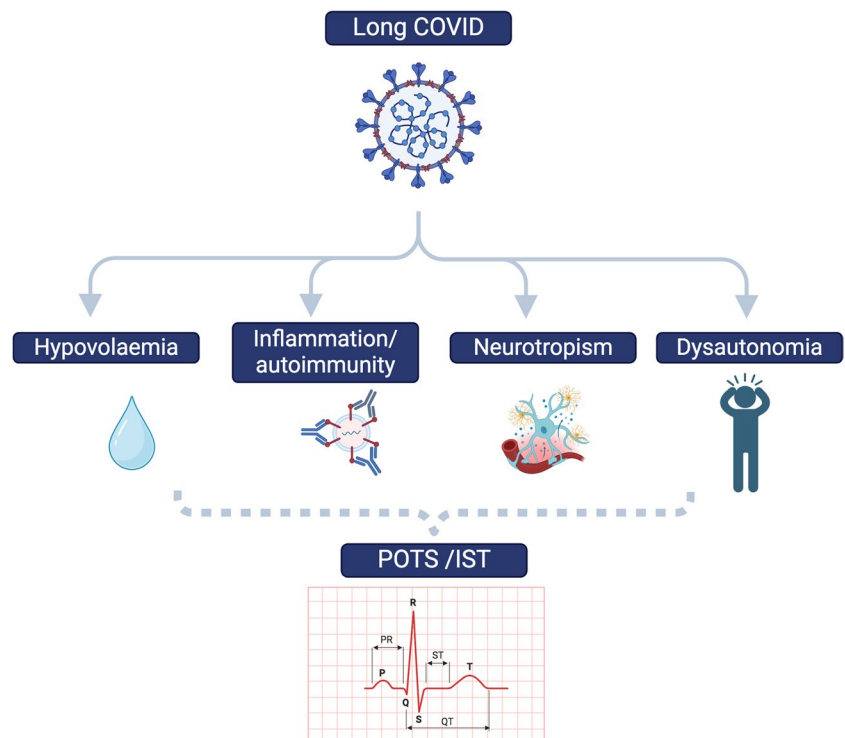 Long COVID
Hypovolaemia
Inflammation/
autoimmunity
Neurotropism
Dysautonomia
POTS /IST
R
PR
ST
P
T
Q
S
QT